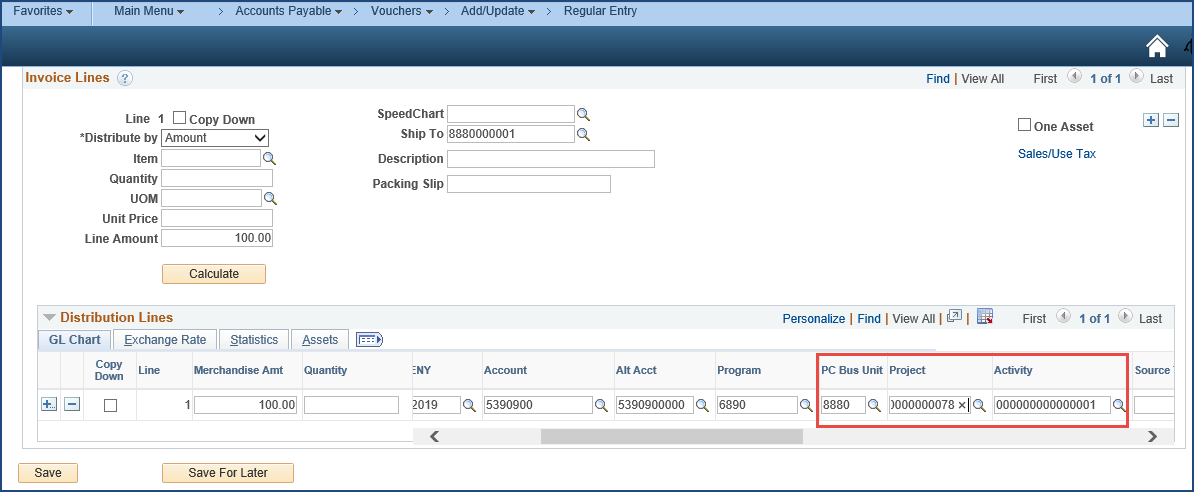 Favorites Main Menu > Accounts Payable > Vouchers > Add/Update > Regular Entry
Invoice Lines ? Find | View All First 1 of 1 Last
Line 1 Copy Down
*Distribute by Amount
Item
Quantity
UOM
Unit Price
Line Amount 100.00
Calculate
SpeedChart
Ship To 8880000001
Description
Packing Slip
One Asset
Sales/Use Tax
Distribution Lines Personalize | Find | View All | | First 1 of 1 Last
GL Chart Exchange Rate Statistics Assets
Copy Down Line Merchandise Amt Quantity ENY Account Alt Acct Program PC Bus Unit Project Activity Source
1 100.00 2019 5390900 5390900000 6890 8880 0000000078 × 000000000000001
Save Save For Later